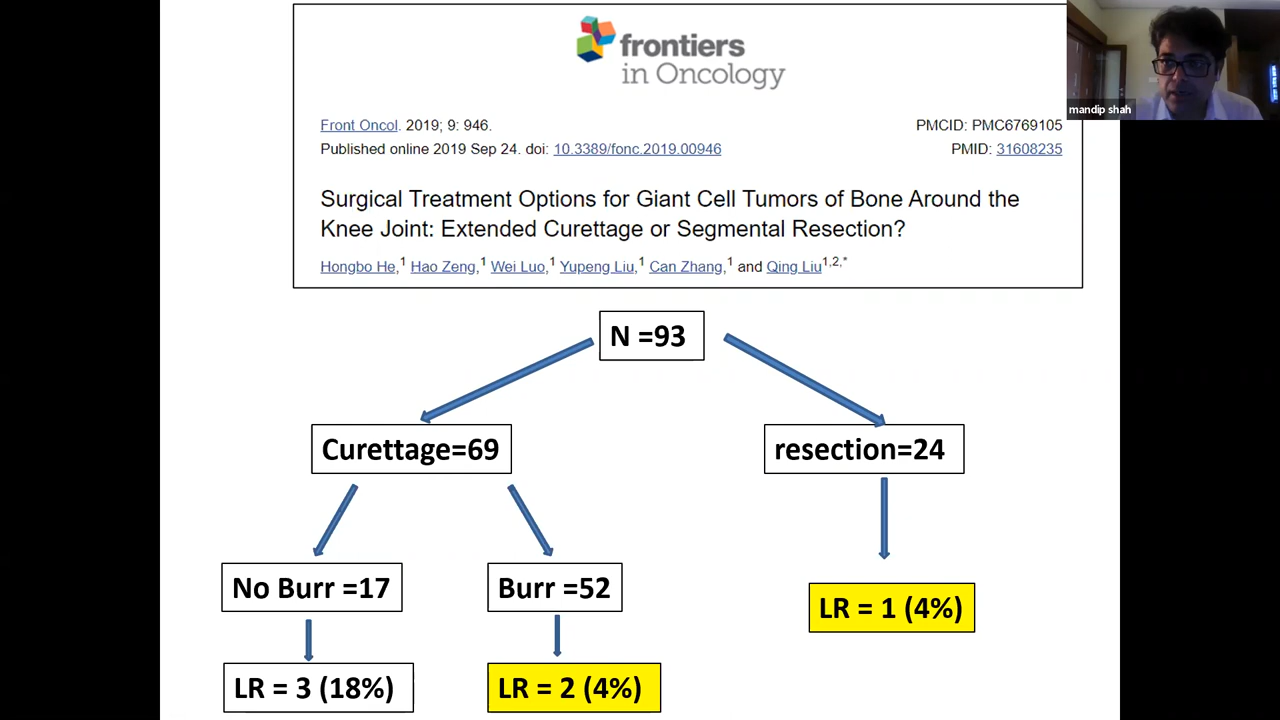 frontiers
in Oncology
mandip shah
Front Oncol. 2019; 9: 946.
PMCID: PMC6769105
Published online 2019 Sep 24. doi: 10.3389/fonc.2019.00946
PMID: 31608235
Surgical Treatment Options for Giant Cell Tumors of Bone Around the
Knee Joint: Extended Curettage or Segmental Resection?
Hongbo He,1 Hao Zeng,1 Wei Luo,1 Yupeng Liu,1 Can Zhang,1 and Qing Liu1,2,*
N =93
Curettage=69
resection=24
No Burr =17
Burr =52
LR = 1 (4%)
LR = 3 (18%)
LR = 2 (4%)